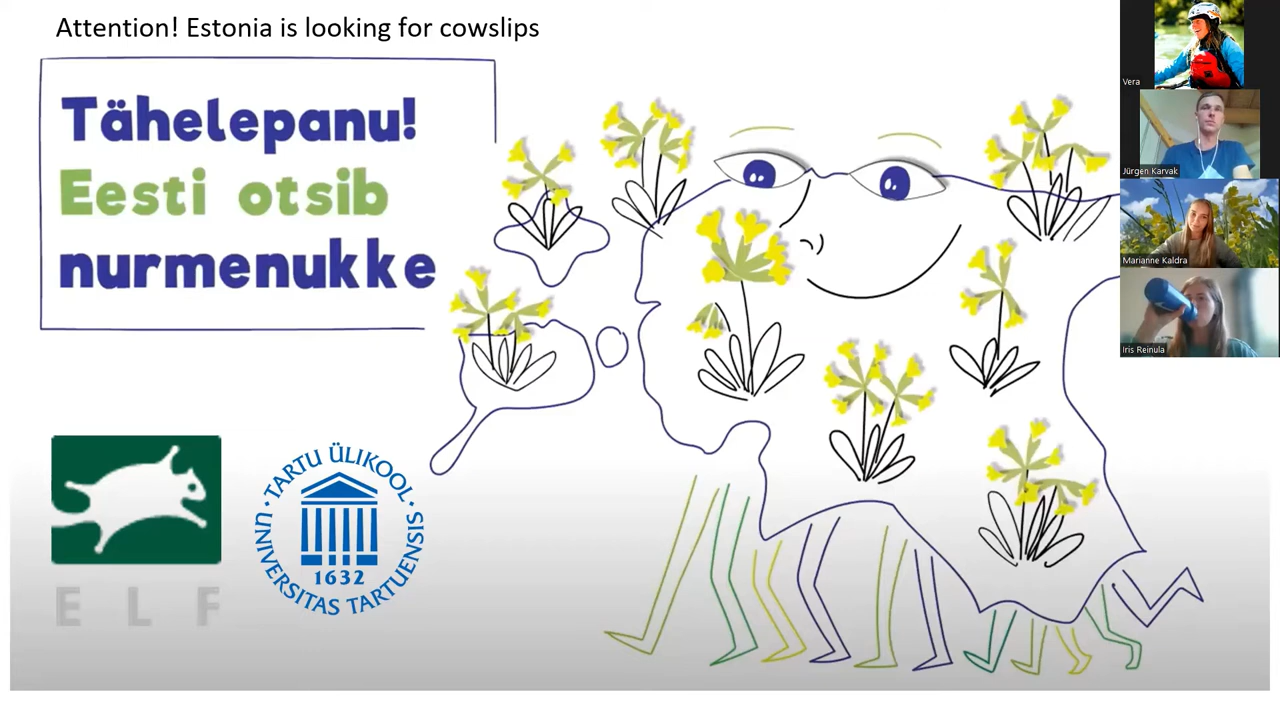 Attention! Estonia is looking for cowslips
Tähelepanu!
Eesti otsib
nurmenukke
ELF
TARTU ÜLIKOOL
UNIVERSITAS TARTUENSIS
1632
Vera
Jürgen Karvak
Marianne Kaldra
Iris Reinula